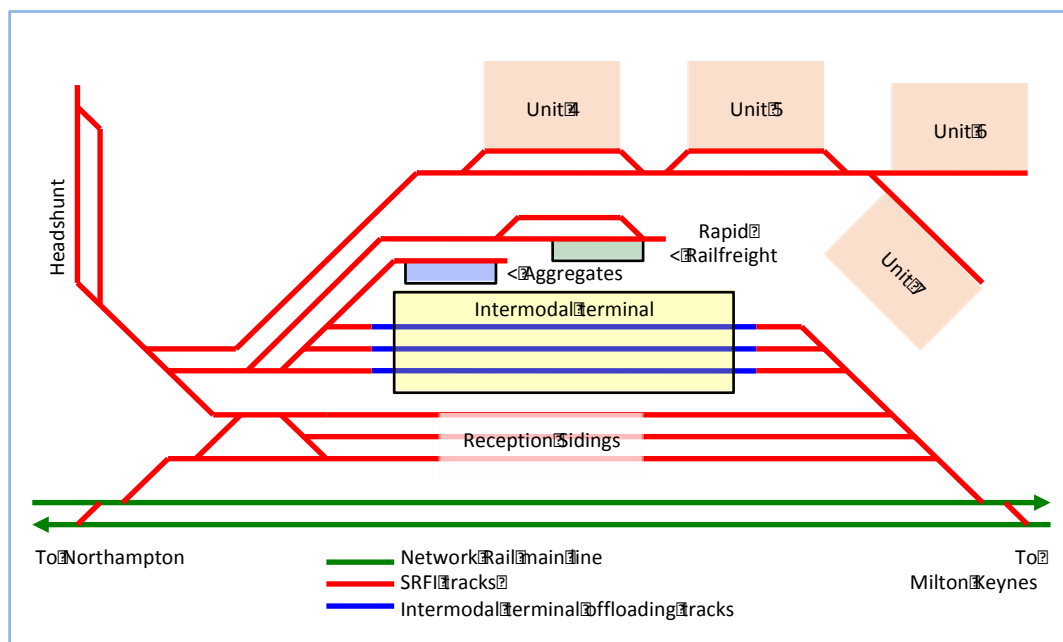 Unit 4
Unit 5
Unit 6
Headshunt
Rapid
< Railfreight
< Aggregates
Unit 7
Intermodal terminal
Reception Sidings
To Northampton
To
Milton Keynes
Network Rail main line
SRFI tracks
Intermodal terminal offloading tracks